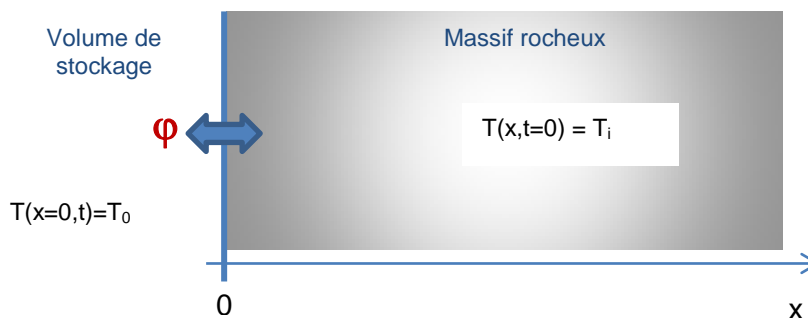 Volume de
stockage
Massif rocheux
φ
T(x,t=0) = Ti
T(x=0,t)=T0
0
x